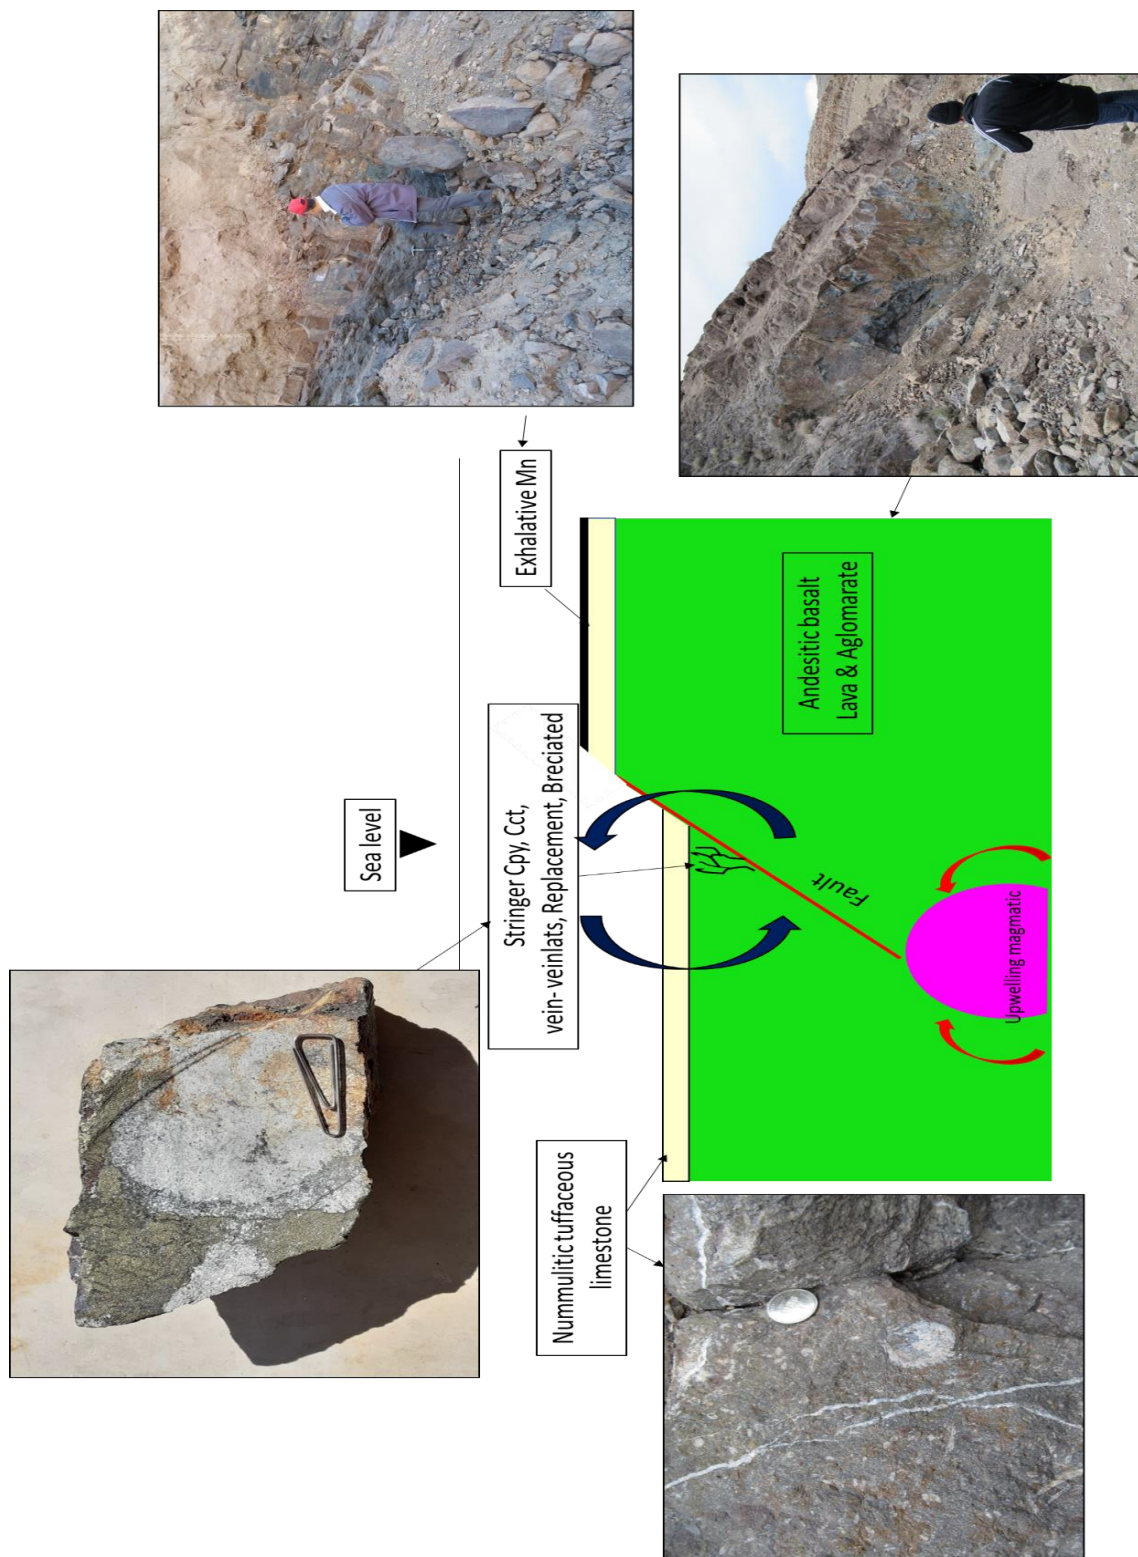 Sea level
Exhalative Mn
Stringer Cpy, Cct,
vein- veinlats, Replacement, Breciated
Nummulitic tuffaceous
limestone
Andesitic basalt
Lava & Aglomarate
Fault
Upwelling magmatic